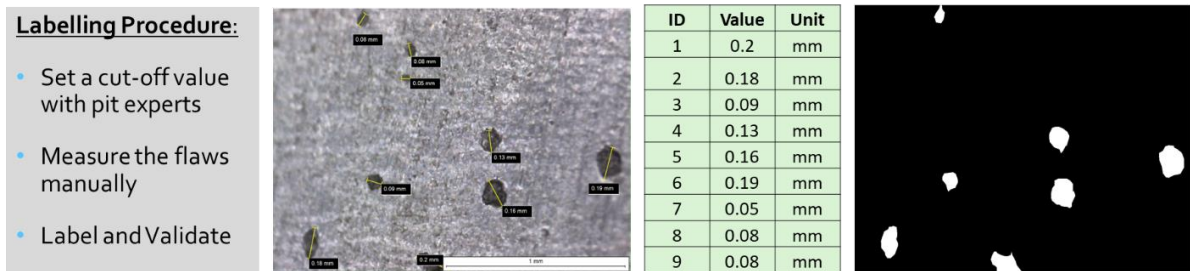 Labelling Procedure:
• Set a cut-off value
with pit experts
• Measure the flaws
manually
• Label and Validate
0.08 mm
0.08 mm
0.05 mm
0.13 mm
0.19 mm
0.09 mm
0.16 mm
0.18 mm
0.2 mm
1 mm
ID Value Unit
1 0.2 mm
2 0.18 mm
3 0.09 mm
4 0.13 mm
5 0.16 mm
6 0.19 mm
7 0.05 mm
8 0.08 mm
9 0.08 mm